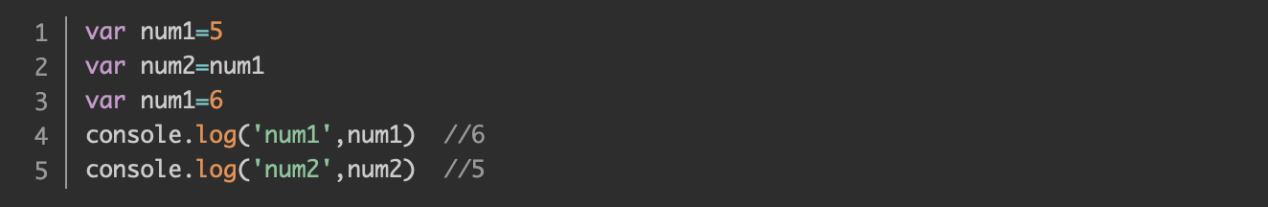 1 var num1=5
2 var num2=num1
3 var num1=6
4 console.log('num1',num1)  //6
5 console.log('num2',num2)  //5